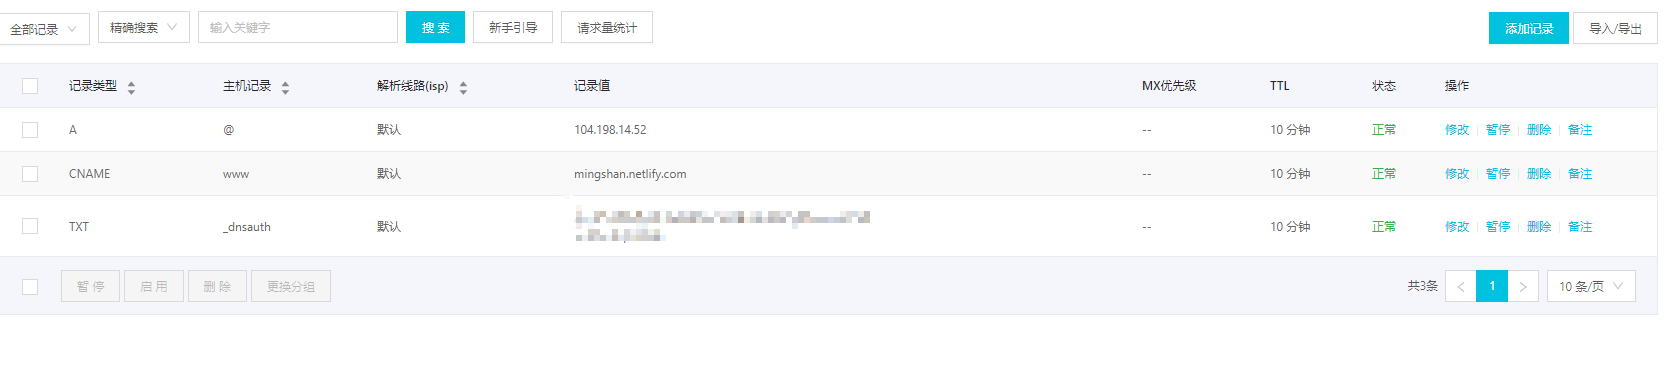 全部记录 精确搜索 输入关键字 搜 索 新手引导 请求量统计 添加记录 导入/导出
记录类型 主机记录 解析线路(isp) 记录值 MX优先级 TTL 状态 操作
A @ 默认 104.198.14.52 -- 10 分钟 正常 修改 暂停 删除 备注
CNAME www 默认 mingshan.netlify.com -- 10 分钟 正常 修改 暂停 删除 备注
TXT _dnsauth 默认 -- 10 分钟 正常 修改 暂停 删除 备注
暂 停 启 用 删 除 更换分组 共3条 < 1 > 10 条/页